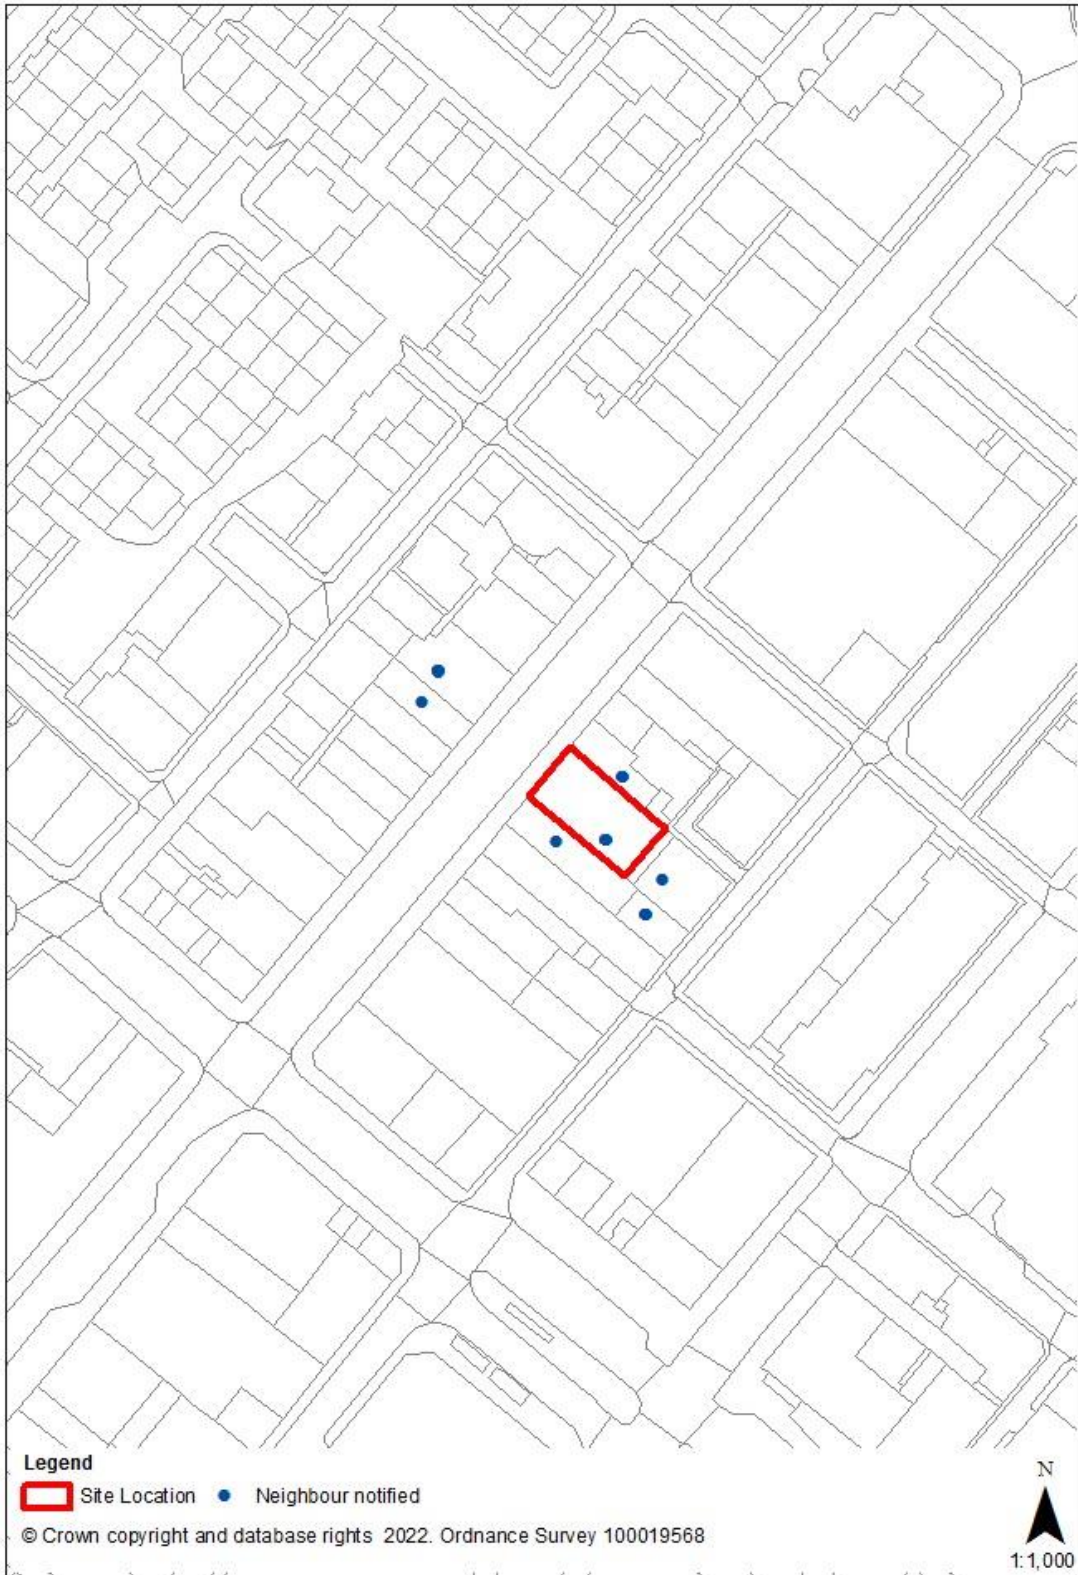 Legend
Site Location Neighbour notified
© Crown copyright and database rights 2022. Ordnance Survey 100019568
N
1:1,000